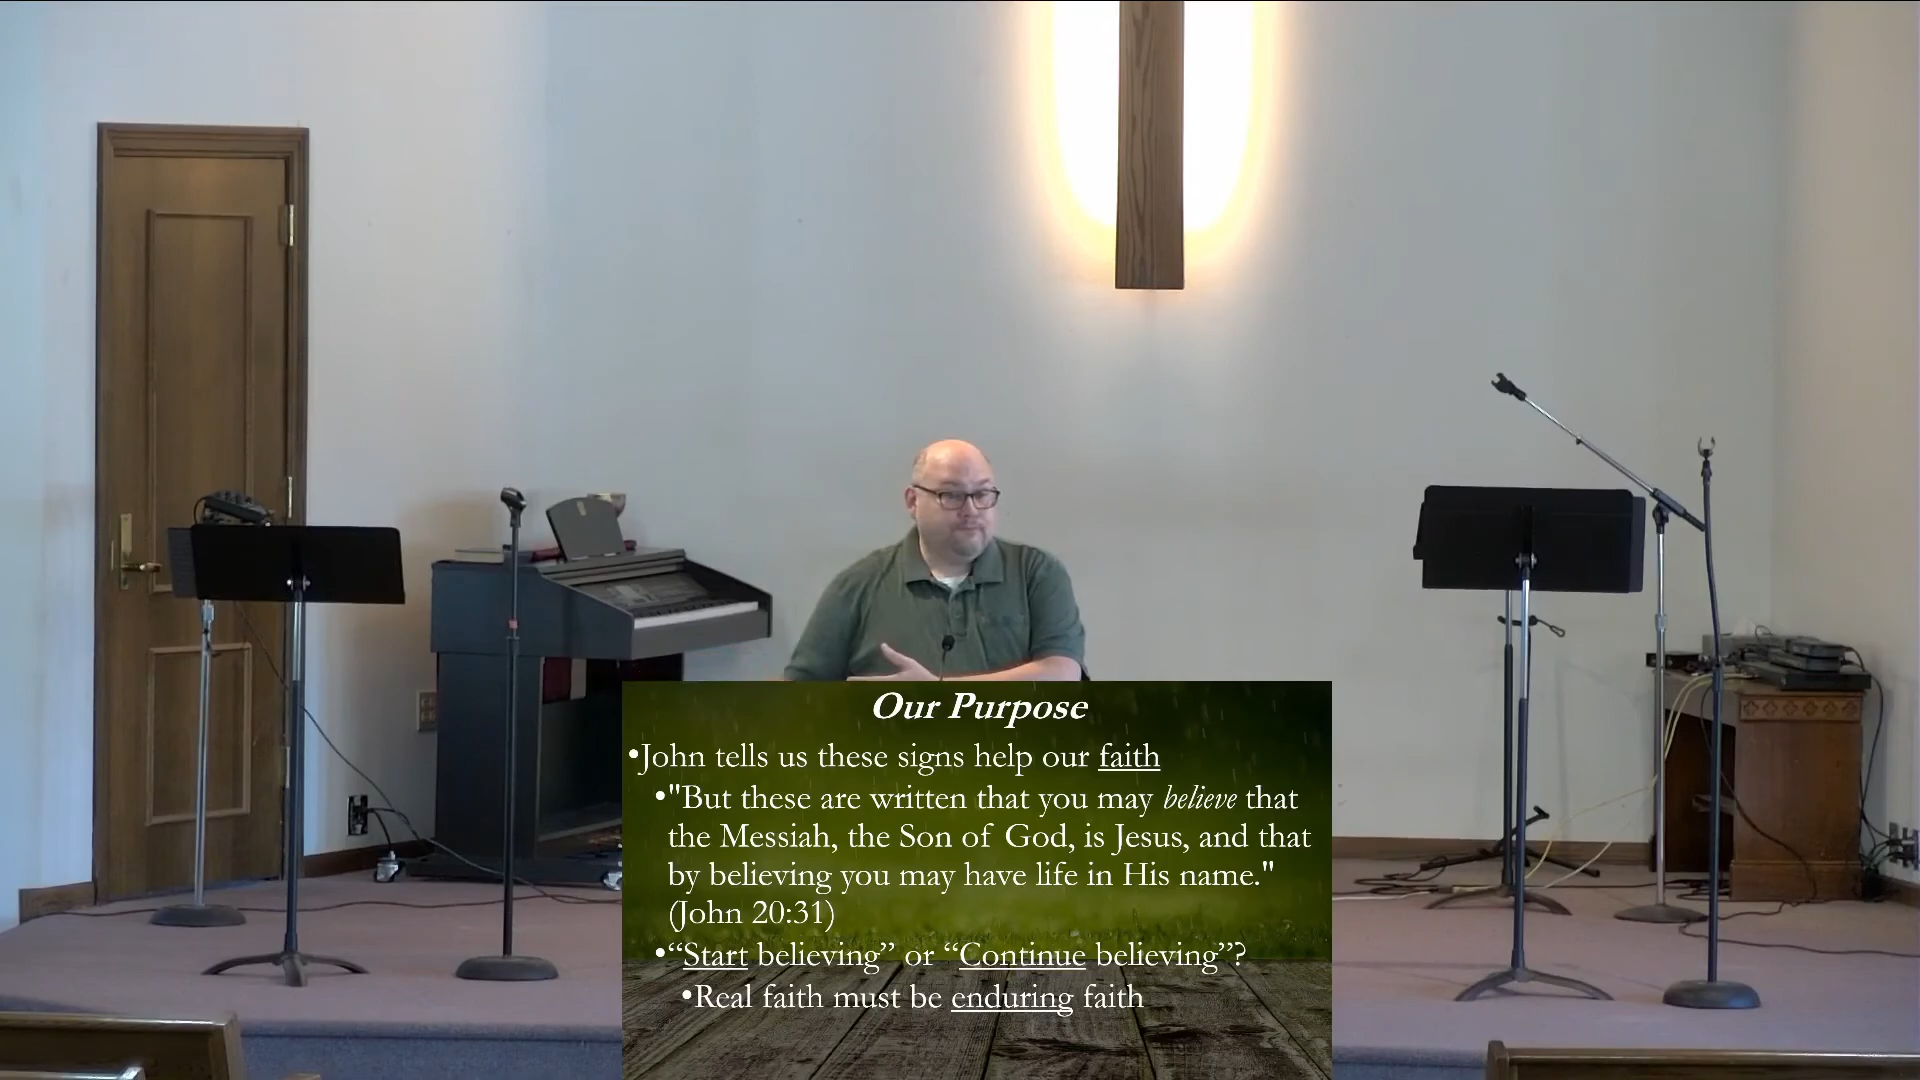 Our Purpose
•John tells us these signs help our faith
•"But these are written that you may believe that
the Messiah, the Son of God, is Jesus, and that
by believing you may have life in His name."
(John 20:31)
•“Start believing” or “Continue believing”?
•Real faith must be enduring faith